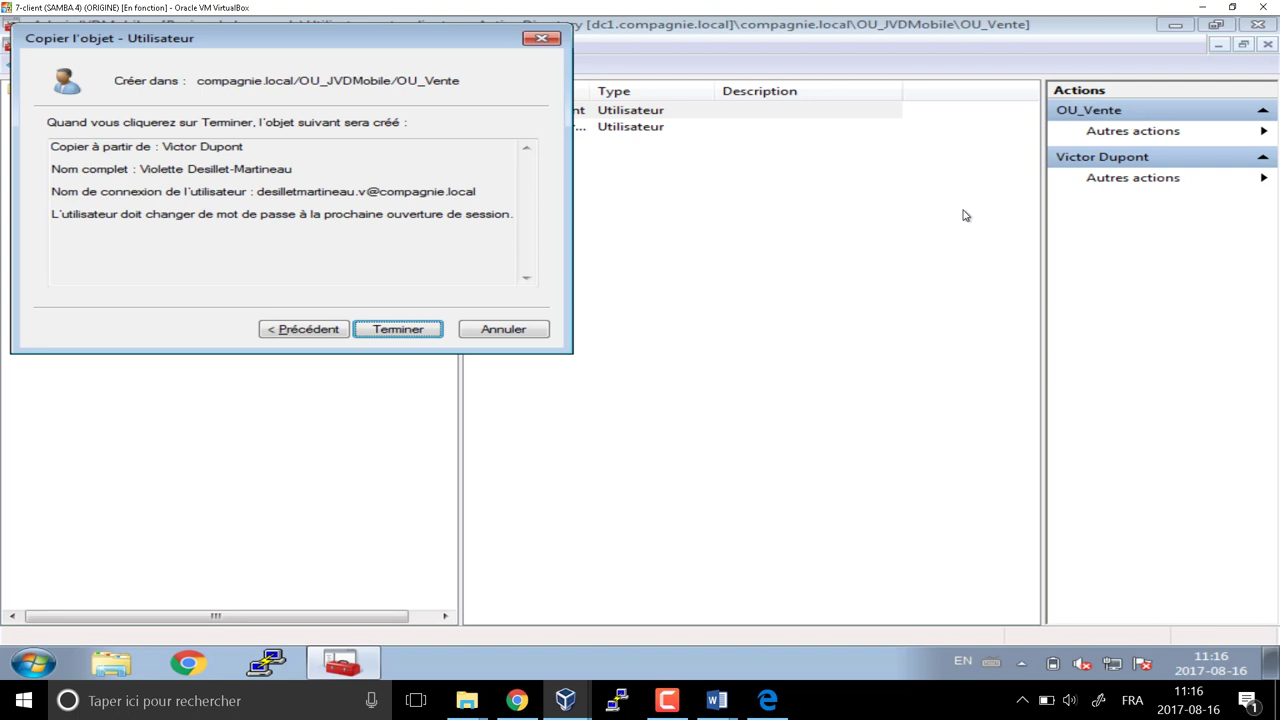 7-client (SAMBA 4) (ORIGINE) [En fonction] - Oracle VM VirtualBox
Active Directory [dc1.compagnie.local]\compagnie.local\OU_JVDMobile\OU_Vente]
Copier l'objet - Utilisateur
Créer dans : compagnie.local/OU_JVDMobile/OU_Vente
Quand vous cliquerez sur Terminer, l'objet suivant sera créé :
Copier à partir de : Victor Dupont
Nom complet : Violette Desillet-Martineau
Nom de connexion de l'utilisateur : desilletmartineau.v@compagnie.local
L'utilisateur doit changer de mot de passe à la prochaine ouverture de session.
< Précédent
Terminer
Annuler
Type
Description
nt Utilisateur
r... Utilisateur
Actions
OU_Vente
Autres actions
Victor Dupont
Autres actions
EN
11:16
2017-08-16
Taper ici pour rechercher
FRA
11:16
2017-08-16
1